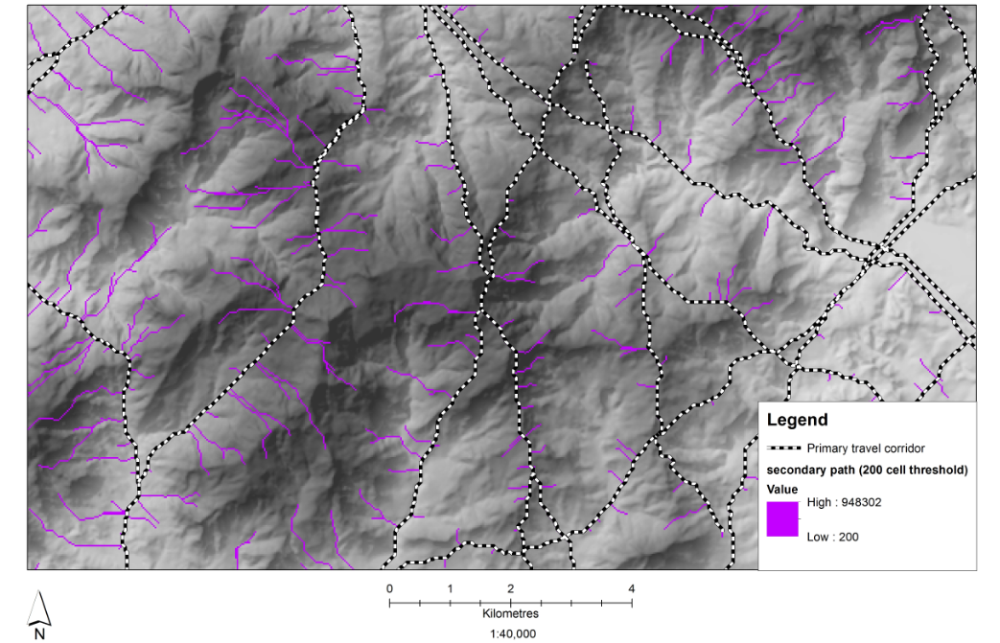 Legend
Primary travel corridor
secondary path (200 cell threshold)
Value
High : 948302
Low : 200
0 1 2 4
Kilometres
1:40,000
N